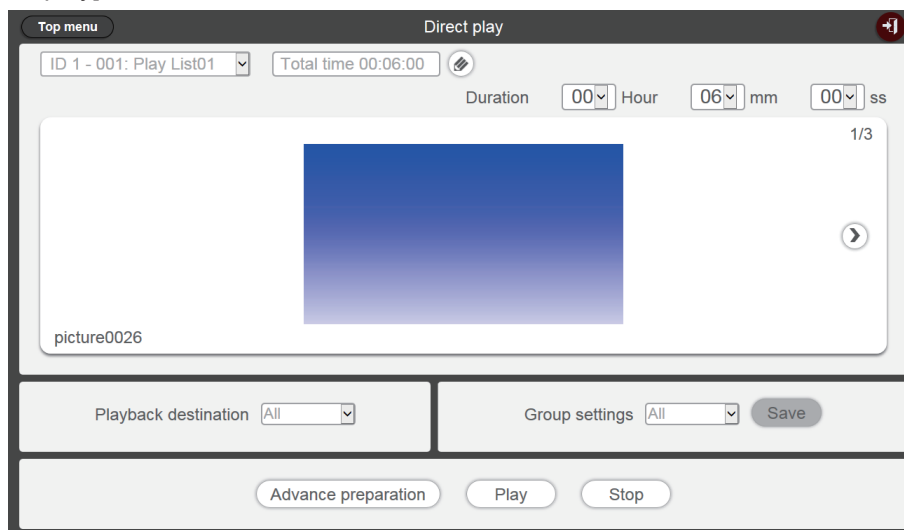 Top menu
Direct play
ID 1 - 001: Play List01
Total time 00:06:00
Duration 00 Hour 06 mm 00 ss
1/3
picture0026
Playback destination All
Group settings All Save
Advance preparation Play Stop